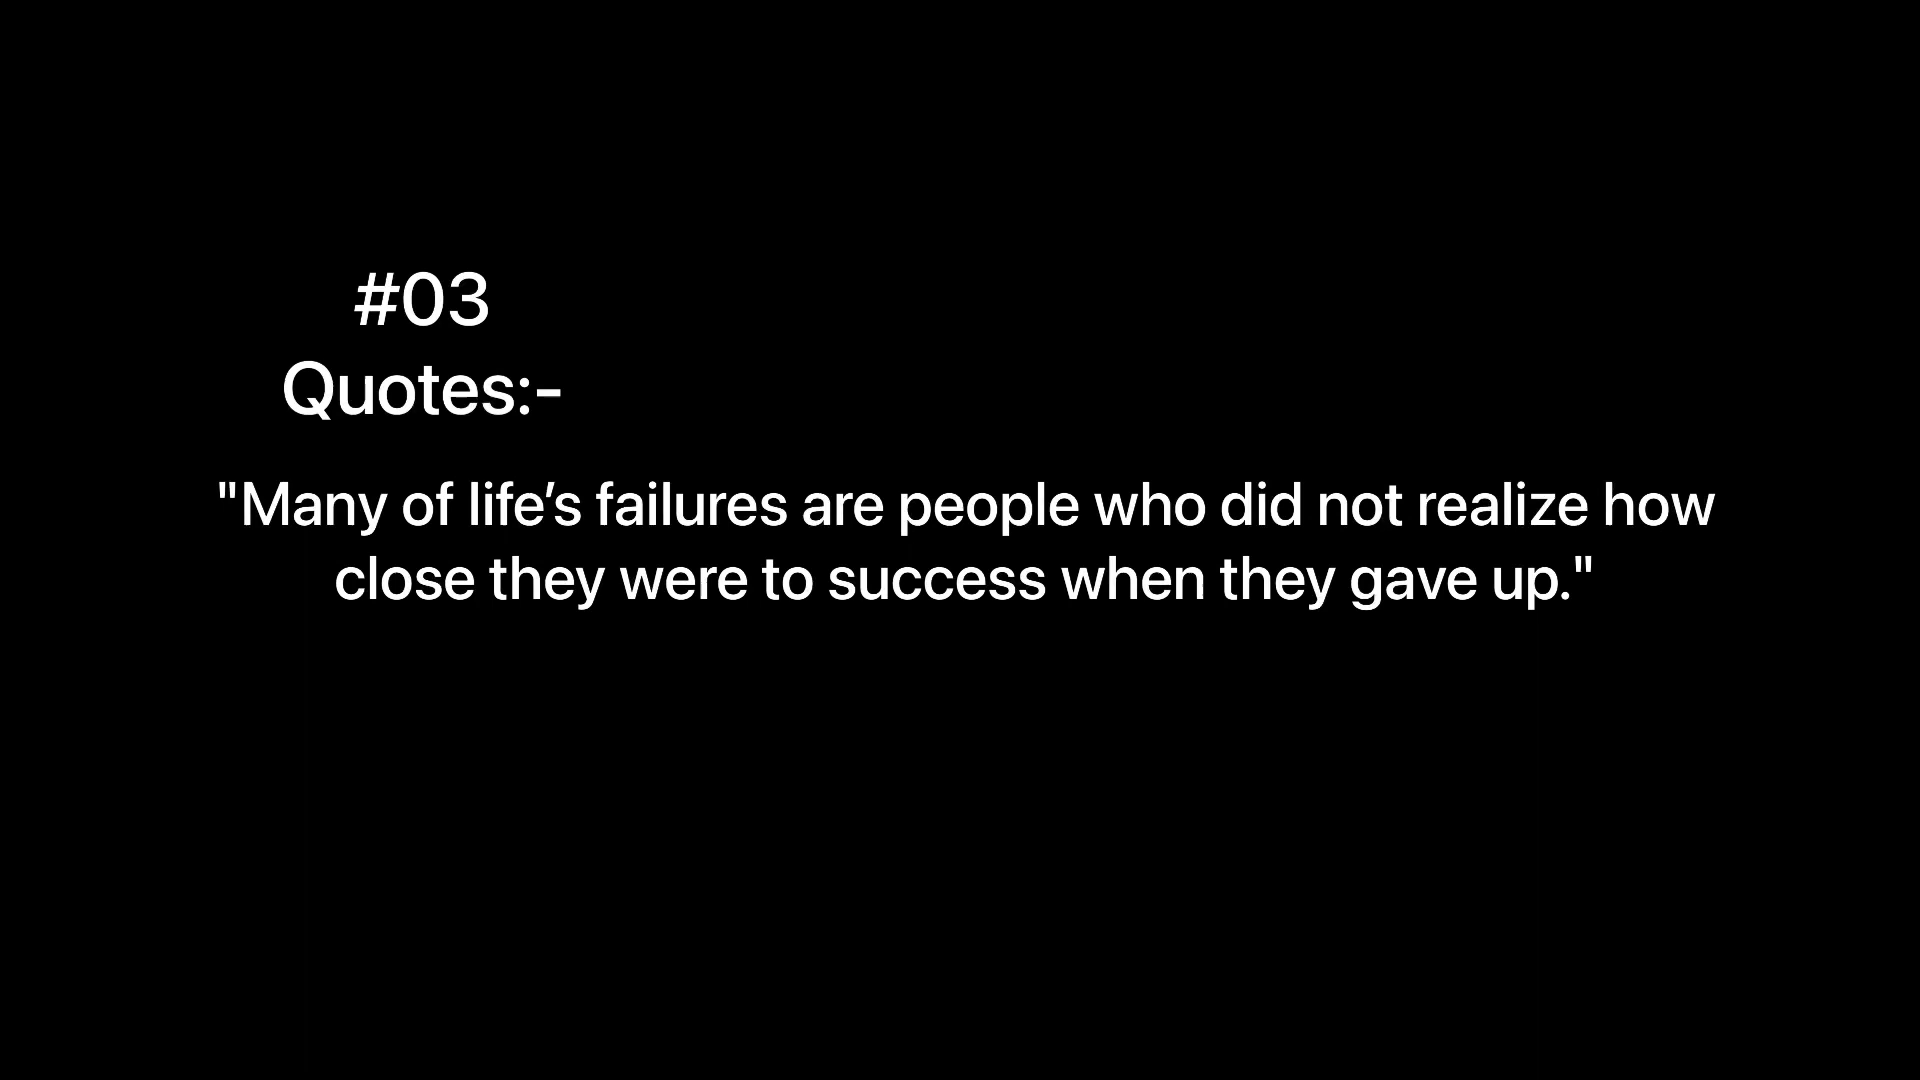 #03
Quotes:-
"Many of life’s failures are people who did not realize how
close they were to success when they gave up."